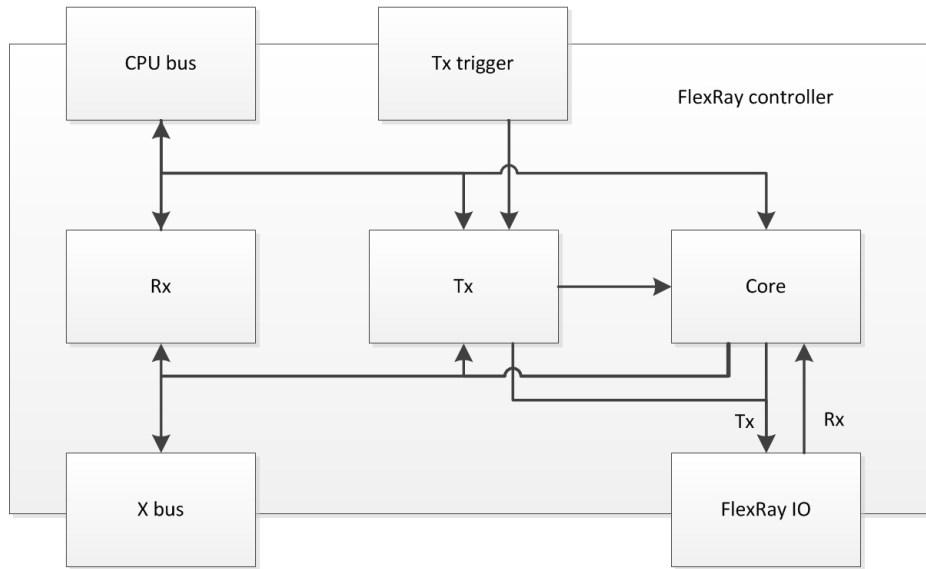 CPU bus
Tx trigger
FlexRay controller
Rx
Tx
Core
Tx
Rx
X bus
FlexRay IO